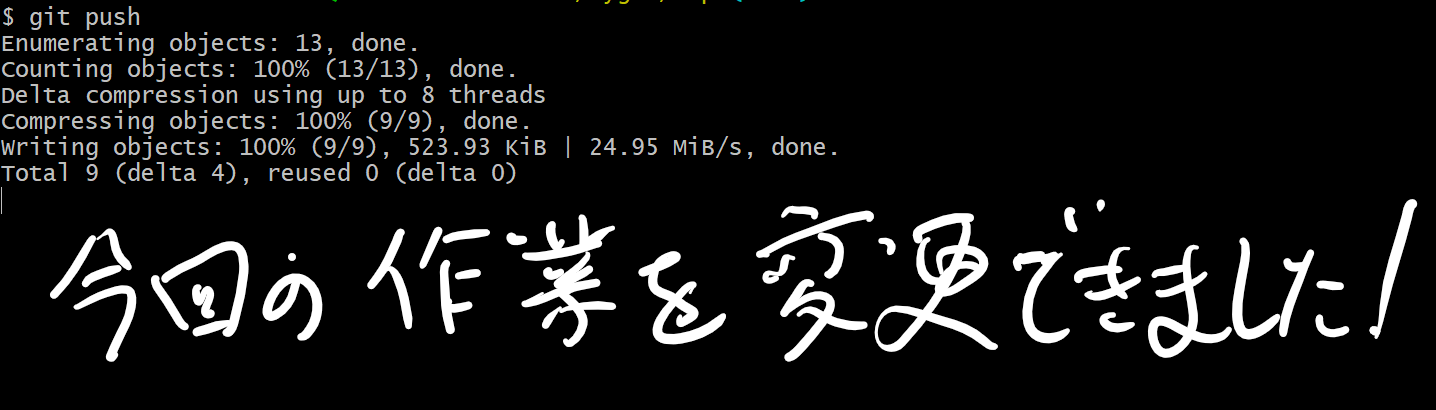 $ git push
Enumerating objects: 13, done.
Counting objects: 100% (13/13), done.
Delta compression using up to 8 threads
Compressing objects: 100% (9/9), done.
Writing objects: 100% (9/9), 523.93 KiB | 24.95 MiB/s, done.
Total 9 (delta 4), reused 0 (delta 0)
今回の作業を変更できました!